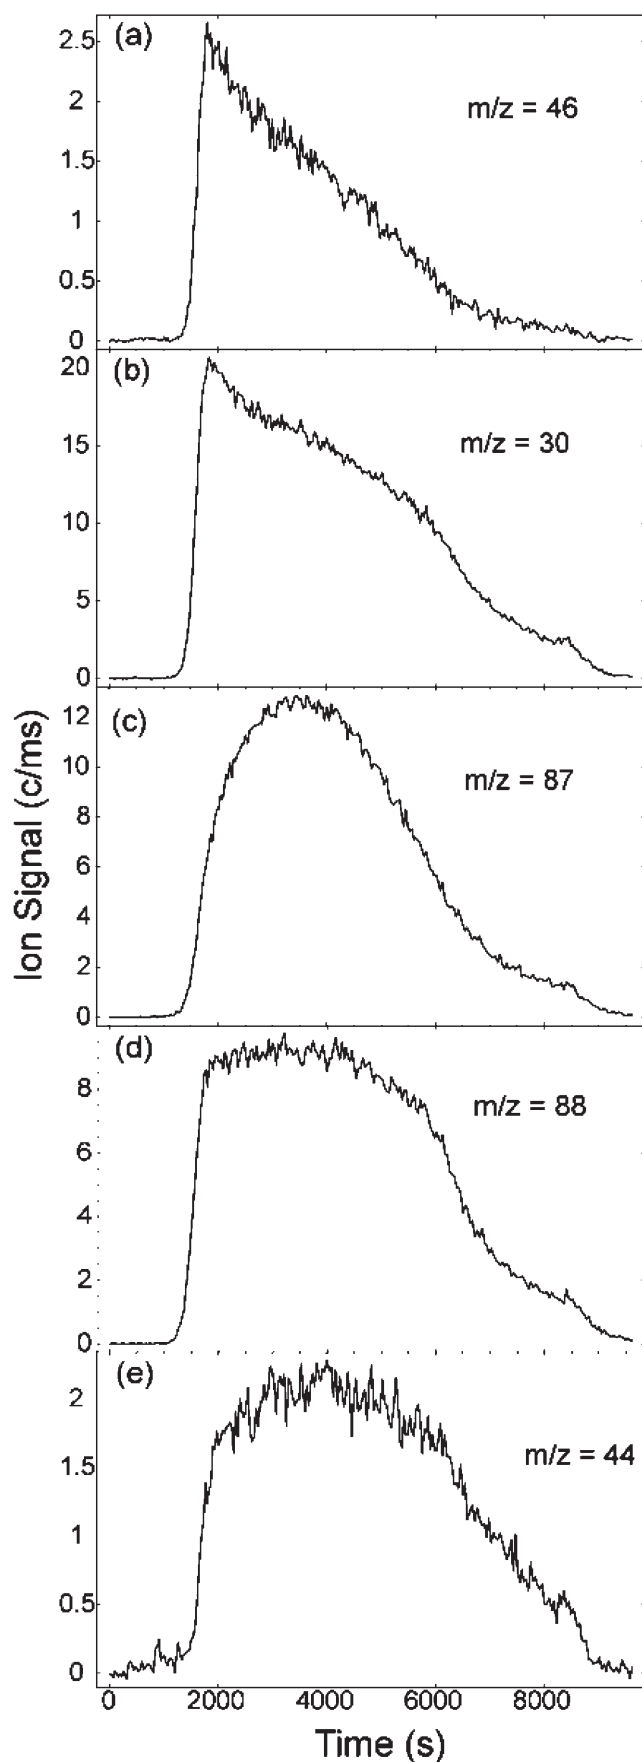 (a)
m/z = 46
2.5
2
1.5
1
0.5
0
(b)
m/z = 30
20
15
10
5
0
(c)
m/z = 87
12
10
8
6
4
2
0
(d)
m/z = 88
8
6
4
2
0
(e)
m/z = 44
2
1.5
1
0.5
0
Ion Signal (c/ms)
0 2000 4000 6000 8000
Time (s)